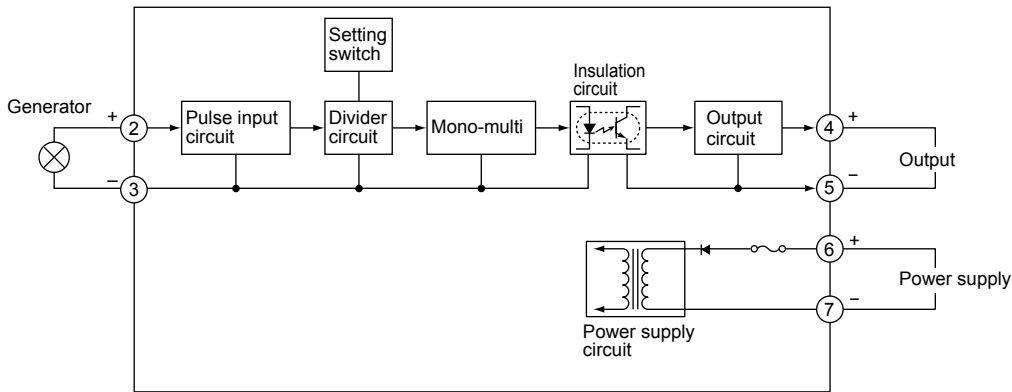 Setting
switch
Insulation
circuit
Generator
+
2
Pulse input
circuit
Divider
circuit
Mono-multi
Output
circuit
4
+
Output
−
3
5
−
6
+
Power supply
7
−
Power supply
circuit